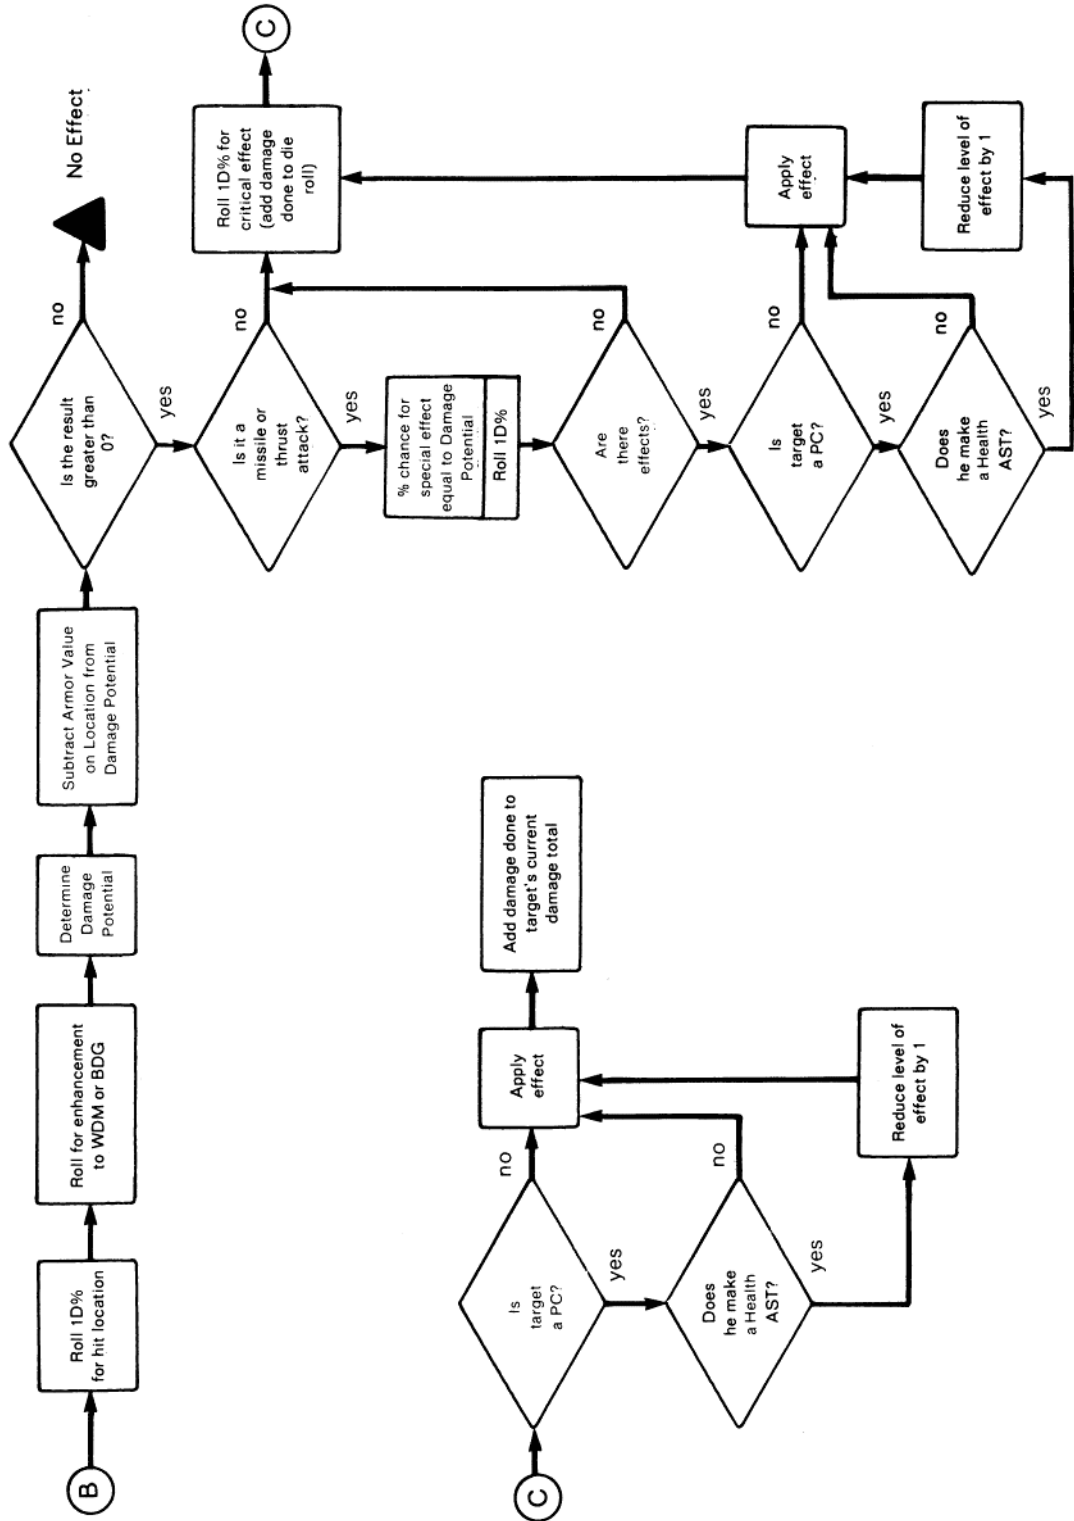 B
Roll 1D%
for hit location
Roll for enhancement
to WDM or BDG
Determine
Damage
Potential
Subtract Armor Value
on Location from
Damage Potential
Is the result
greater than
0?
no
No Effect
yes
Is it a
missile or
thrust
attack?
no
Roll 1D% for
critical effect
(add damage
done to die
roll)
C
yes
% chance for
special effect
equal to Damage
Potential
Roll 1D%
Are
there
effects?
no
yes
Is
target
a PC?
no
Apply
effect
yes
Does
he make
a Health
AST?
no
yes
Reduce level of
effect by 1
C
Is
target
a PC?
no
Apply
effect
Add damage done to
target's current
damage total
yes
Does
he make
a Health
AST?
no
yes
Reduce level of
effect by 1